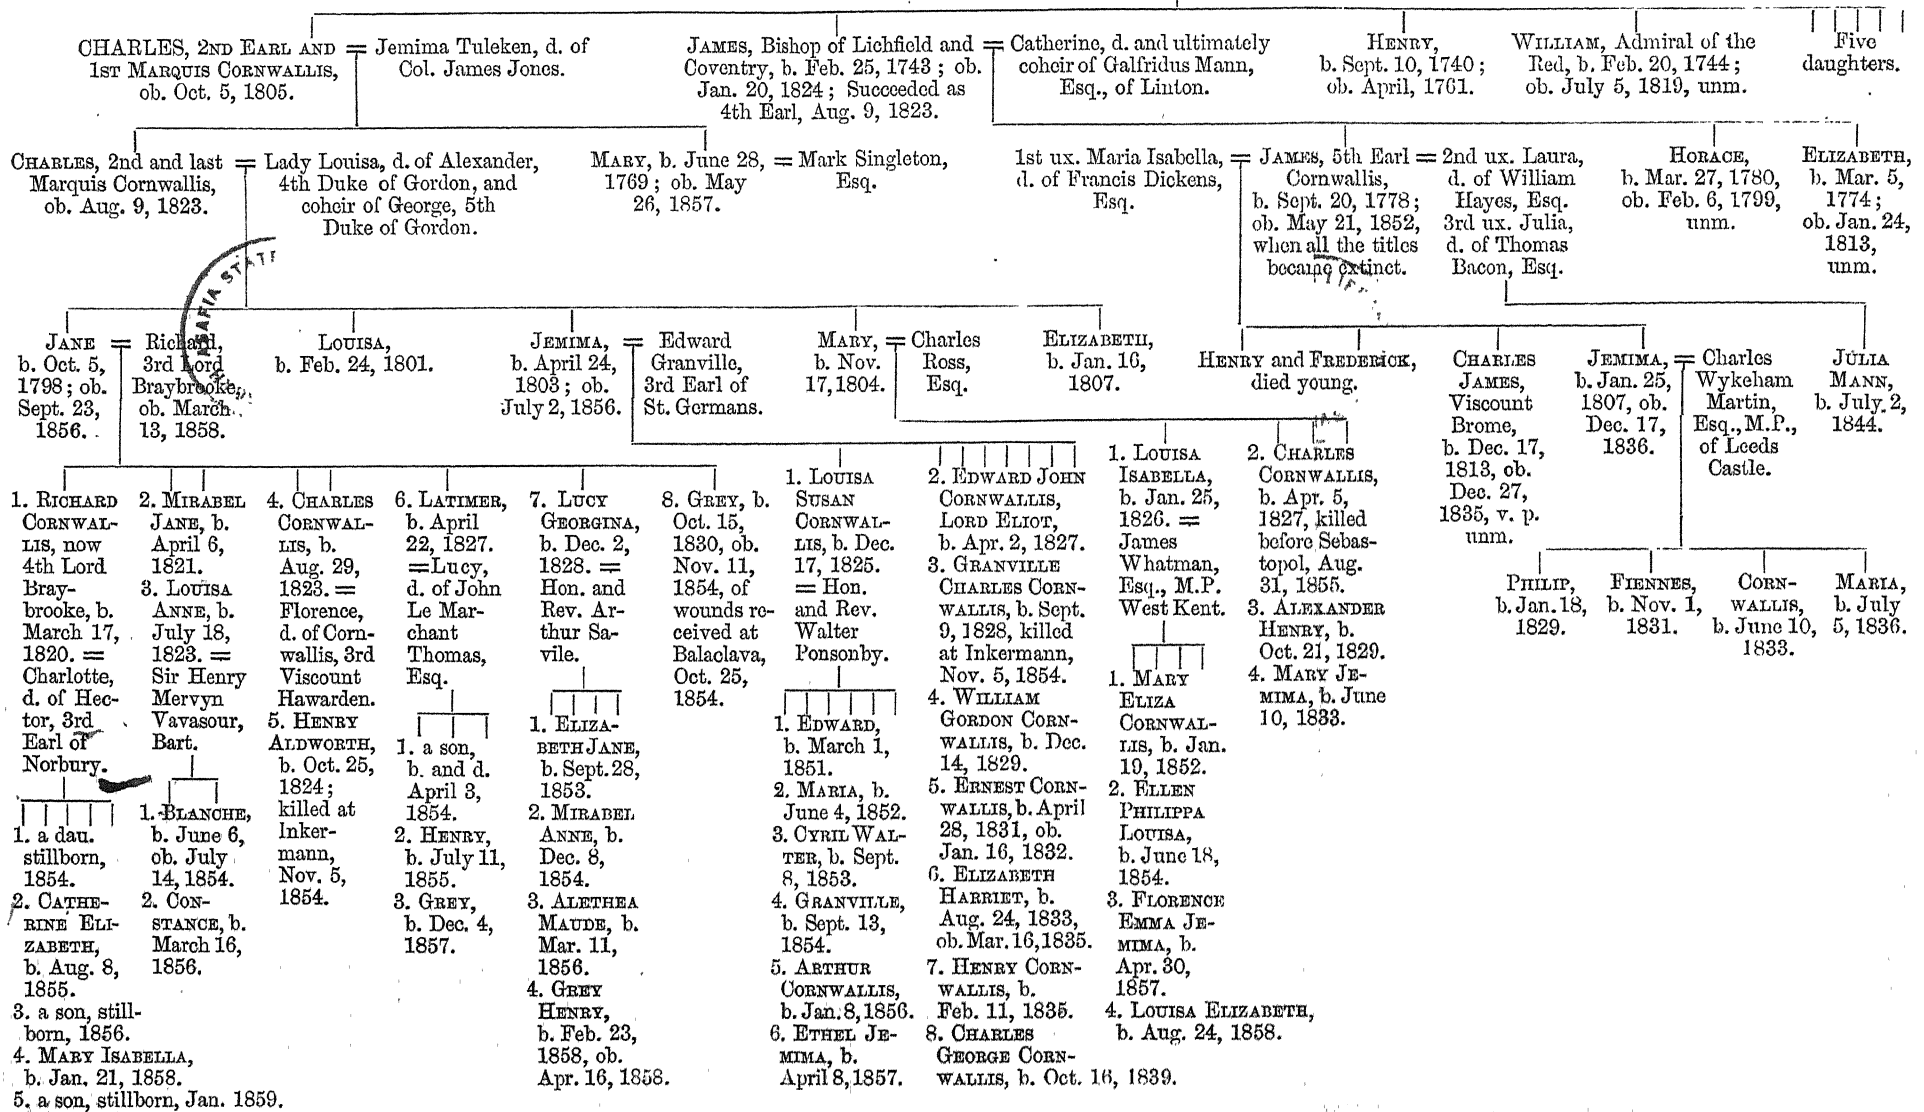 CHARLES, 2ND EARL AND = Jemima Tuleken, d. of
1ST MARQUIS CORNWALLIS, Col. James Jones.
ob. Oct. 5, 1805.
JAMES, Bishop of Lichfield and = Catherine, d. and ultimately
Coventry, b. Feb. 25, 1743; ob. coheir of Galfridus Mann,
Jan. 20, 1824; Succeeded as Esq., of Linton.
4th Earl, Aug. 9, 1823.
HENRY,
b. Sept. 10, 1740;
ob. April, 1761.
WILLIAM, Admiral of the
Red, b. Feb. 20, 1744;
ob. July 5, 1819, unm.
Five
daughters.
CHARLES, 2nd and last = Lady Louisa, d. of Alexander,
Marquis Cornwallis, 4th Duke of Gordon, and
ob. Aug. 9, 1823. coheir of George, 5th
Duke of Gordon.
MARY, b. June 28, = Mark Singleton,
1769; ob. May Esq.
26, 1857.
1st ux. Maria Isabella, = JAMES, 5th Earl = 2nd ux. Laura,
d. of Francis Dickens, Cornwallis, d. of William
Esq. b. Sept. 20, 1778; Hayes, Esq.
ob. May 21, 1852, 3rd ux. Julia,
when all the titles d. of Thomas
became extinct. Bacon, Esq.
HORACE,
b. Mar. 27, 1780,
ob. Feb. 6, 1799,
unm.
ELIZABETH,
b. Mar. 5,
1774;
ob. Jan. 24,
1813,
unm.
JANE = Richard,
b. Oct. 5, 3rd Lord
1798; ob. Braybrooke,
Sept. 23, ob. March
1856. 13, 1858.
LOUISA,
b. Feb. 24, 1801.
JEMIMA, = Edward
b. April 24, Granville,
1803; ob. 3rd Earl of
July 2, 1856. St. Germans.
MARY, = Charles
b. Nov. Ross,
17, 1804. Esq.
ELIZABETH,
b. Jan. 16,
1807.
HENRY and FREDERICK,
died young.
CHARLES
JAMES,
Viscount
Brome,
b. Dec. 17,
1813, ob.
Dec. 27,
1835, v. p.
unm.
JEMIMA, = Charles
b. Jan. 25, Wykeham
1807, ob. Martin,
Dec. 17, Esq., M.P.,
1836. of Leeds
Castle.
JULIA
MANN,
b. July 2,
1844.
1. RICHARD
CORNWAL-
LIS, now
4th Lord
Bray-
brooke, b.
March 17,
1820. =
Charlotte,
d. of Hec-
tor, 3rd
Earl of
Norbury.
1. a dau.
stillborn,
1854.
2. CATHE-
RINE ELI-
ZABETH,
b. Aug. 8,
1855.
3. a son, still-
born, 1856.
4. MARY ISABELLA,
b. Jan. 21, 1858.
5. a son, stillborn, Jan. 1859.
2. MIRABEL
JANE, b.
April 6,
1821.
3. LOUISA
ANNE, b.
July 18,
1823. =
Sir Henry
Mervyn
Vavasour,
Bart.
1. BLANCHE,
b. June 6,
ob. July
14, 1854.
2. CON-
STANCE, b.
March 16,
1856.
4. CHARLES
CORNWAL-
LIS, b.
Aug. 29,
1823. =
Florence,
d. of Corn-
wallis, 3rd
Viscount
Hawarden.
5. HENRY
ALDWORTH,
b. Oct. 25,
1824;
killed at
Inker-
mann,
Nov. 5,
1854.
6. LATIMER,
b. April
22, 1827.
=Lucy,
d. of John
Le Mar-
chant
Thomas,
Esq.
1. a son,
b. and d.
April 3,
1854.
2. HENRY,
b. July 11,
1855.
3. GREY,
b. Dec. 4,
1857.
7. LUCY
GEORGINA,
b. Dec. 2,
1828. =
Hon. and
Rev. Ar-
thur Sa-
vile.
1. ELIZA-
BETH JANE,
b. Sept. 28,
1853.
2. MIRABEL
ANNE, b.
Dec. 8,
1854.
3. ALETHEA
MAUDE, b.
Mar. 11,
1856.
4. GREY
HENRY,
b. Feb. 23,
1858, ob.
Apr. 16, 1858.
8. GREY, b.
Oct. 15,
1830, ob.
Nov. 11,
1854, of
wounds re-
ceived at
Balaclava,
Oct. 25,
1854.
1. LOUISA
SUSAN
CORNWAL-
LIS, b. Dec.
17, 1825.
= Hon.
and Rev.
Walter
Ponsonby.
1. EDWARD,
b. March 1,
1851.
2. MARIA, b.
June 4, 1852.
3. CYRIL WAL-
TER, b. Sept.
8, 1853.
4. GRANVILLE,
b. Sept. 13,
1854.
5. ARTHUR
CORNWALLIS,
b. Jan. 8, 1856.
6. ETHEL JE-
MIMA, b.
April 8, 1857.
2. EDWARD JOHN
CORNWALLIS,
LORD ELIOT,
b. Apr. 2, 1827.
3. GRANVILLE
CHARLES CORN-
WALLIS, b. Sept.
9, 1828, killed
at Inkermann,
Nov. 5, 1854.
4. WILLIAM
GORDON CORN-
WALLIS, b. Dec.
14, 1829.
5. ERNEST CORN-
WALLIS, b. April
28, 1831, ob.
Jan. 16, 1832.
6. ELIZABETH
HARRIET, b.
Aug. 24, 1833,
ob. Mar. 16, 1835.
7. HENRY CORN-
WALLIS, b.
Feb. 11, 1835.
8. CHARLES
GEORGE CORN-
WALLIS, b. Oct. 16, 1839.
1. LOUISA
ISABELLA,
b. Jan. 25,
1826. =
James
Whatman,
Esq., M.P.
West Kent.
1. MARY
ELIZA
CORNWAL-
LIS, b. Jan.
19, 1852.
2. ELLEN
PHILIPPA
LOUISA,
b. June 18,
1854.
3. FLORENCE
EMMA JE-
MIMA, b.
Apr. 30,
1857.
4. LOUISA ELIZABETH,
b. Aug. 24, 1858.
2. CHARLES
CORNWALLIS,
b. Apr. 5,
1827, killed
before Sebas-
topol, Aug.
31, 1855.
3. ALEXANDER
HENRY, b.
Oct. 21, 1829.
4. MARY JE-
MIMA, b. June
10, 1833.
PHILIP,
b. Jan. 18,
1829.
FIENNES,
b. Nov. 1,
1831.
CORN-
WALLIS,
b. June 10,
1833.
MARIA,
b. July
5, 1836.
ASAFIA STATE